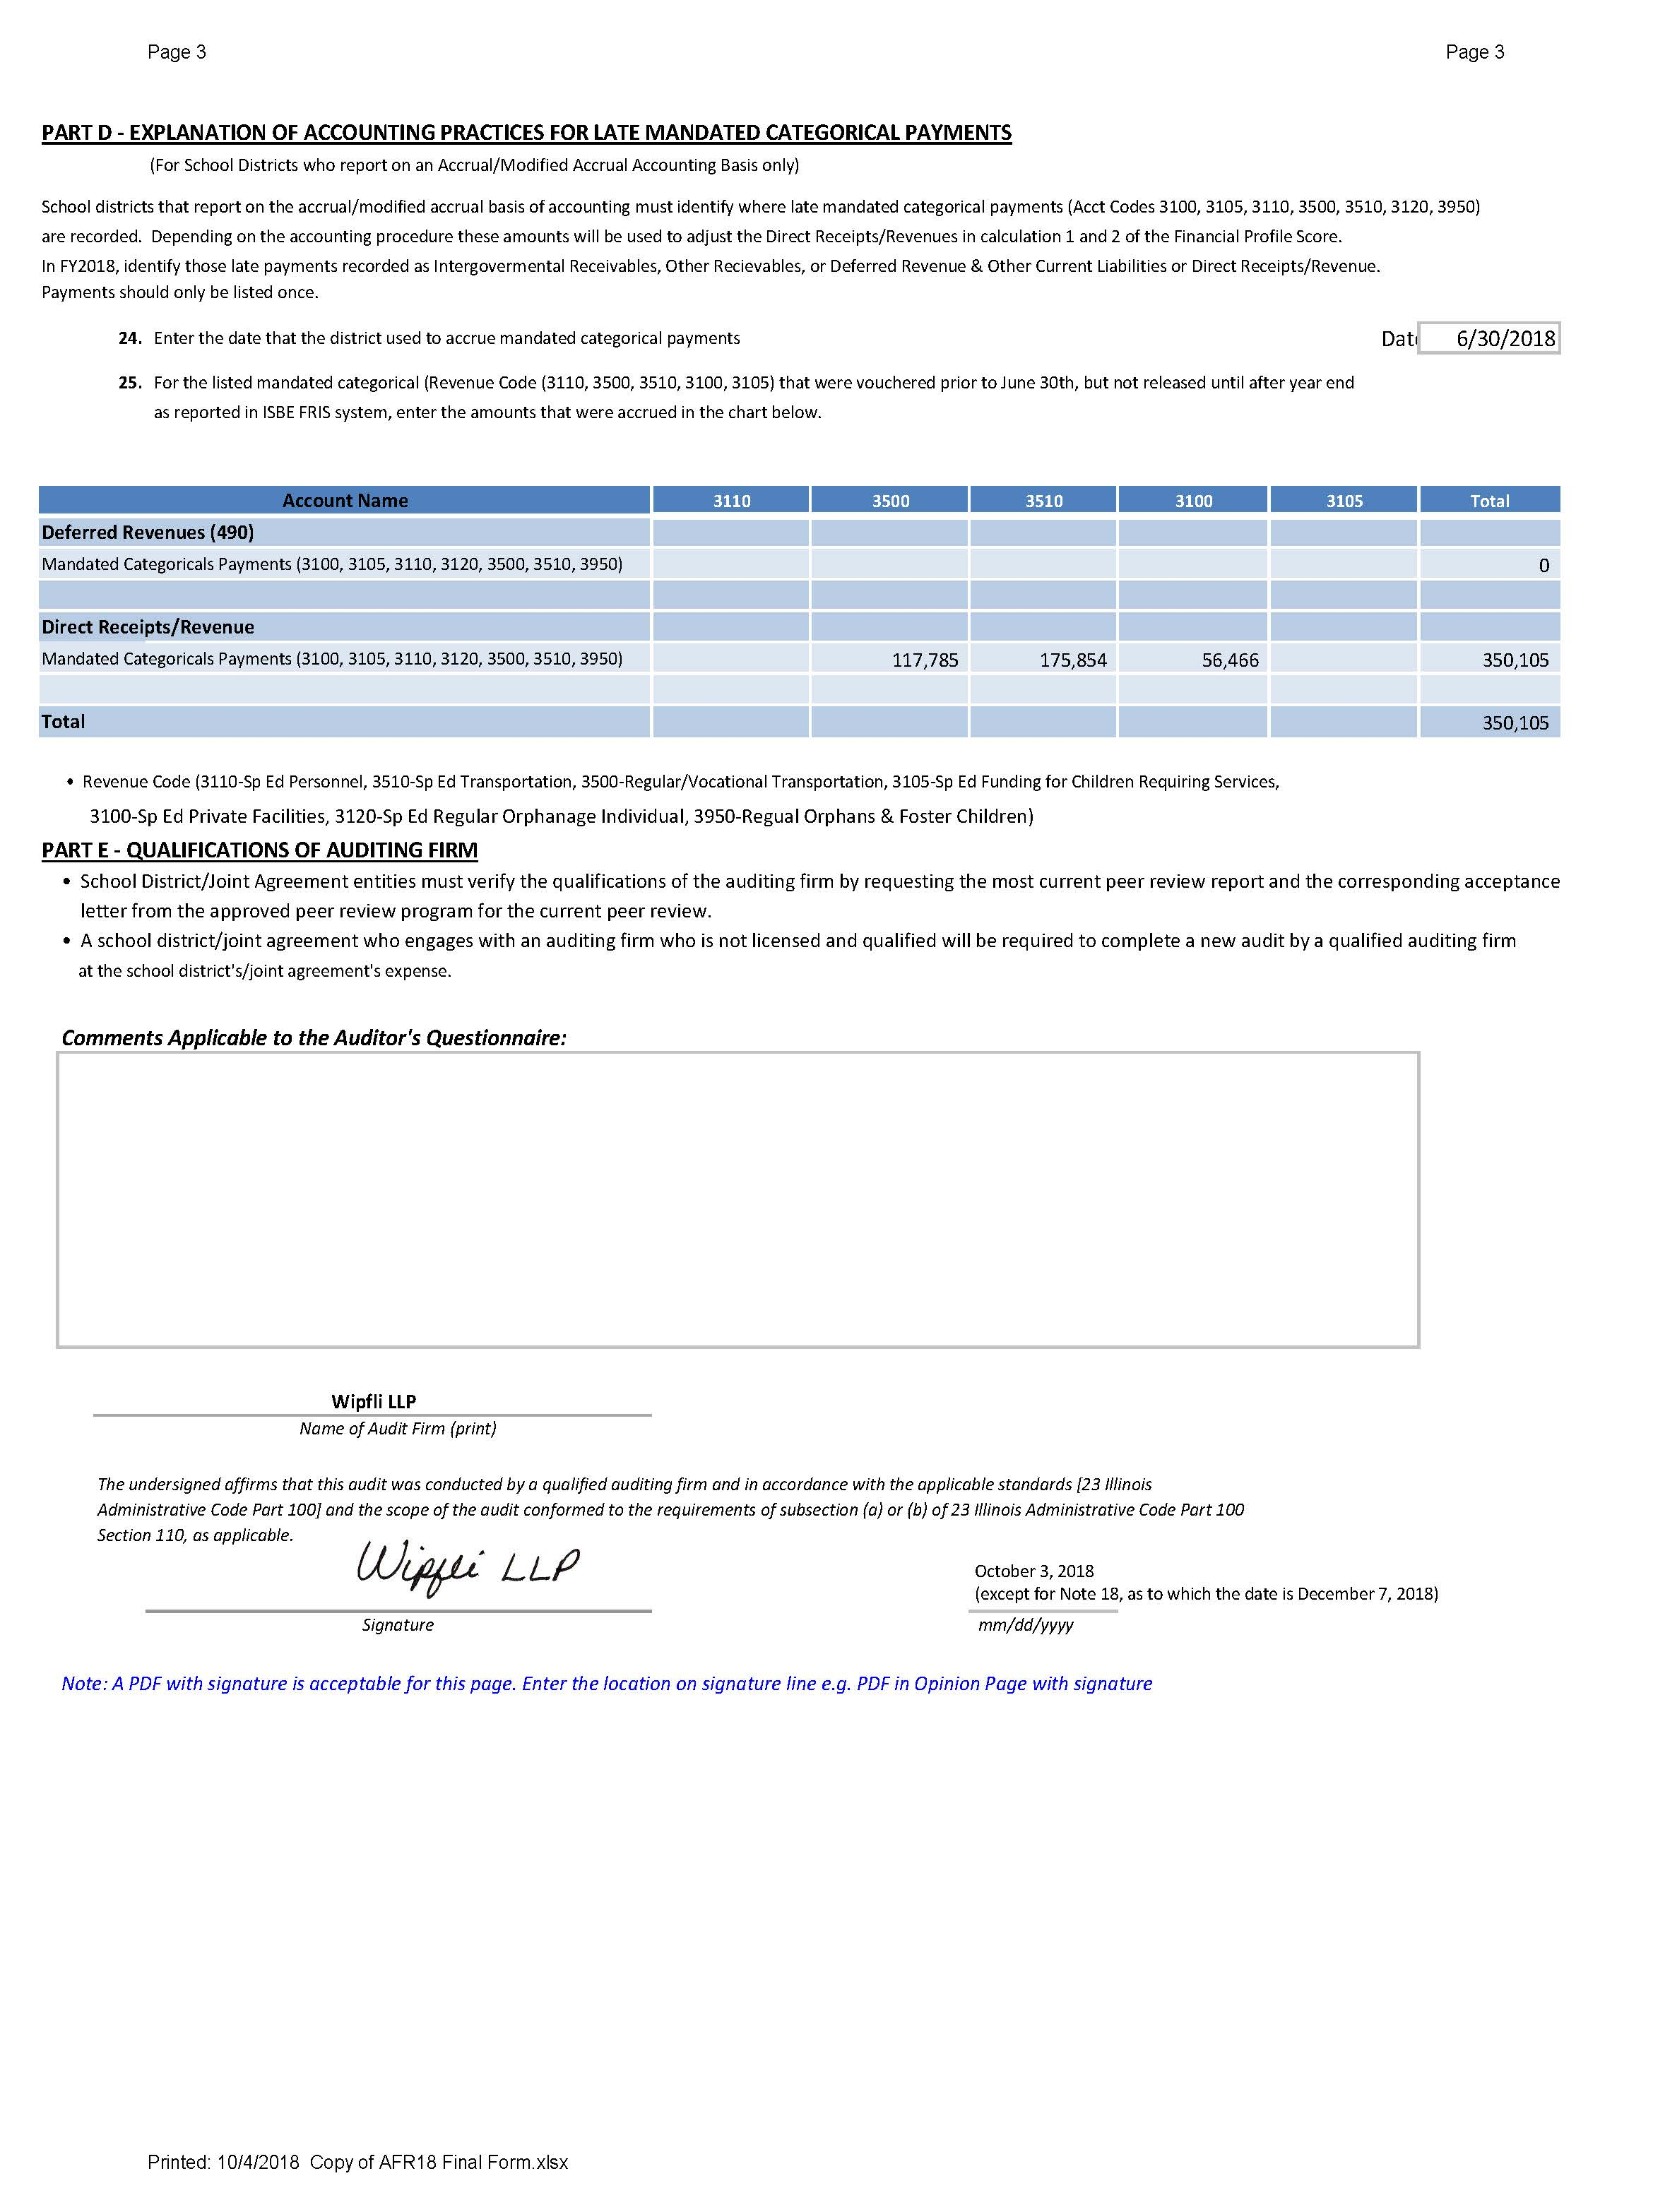 Page 3 Page 3
PART D - EXPLANATION OF ACCOUNTING PRACTICES FOR LATE MANDATED CATEGORICAL PAYMENTS
(For School Districts who report on an Accrual/Modified Accrual Accounting Basis only)
School districts that report on the accrual/modified accrual basis of accounting must identify where late mandated categorical payments (Acct Codes 3100, 3105, 3110, 3500, 3510, 3120, 3950)
are recorded. Depending on the accounting procedure these amounts will be used to adjust the Direct Receipts/Revenues in calculation 1 and 2 of the Financial Profile Score.
In FY2018, identify those late payments recorded as Intergovermental Receivables, Other Recievables, or Deferred Revenue & Other Current Liabilities or Direct Receipts/Revenue.
Payments should only be listed once.
24. Enter the date that the district used to accrue mandated categorical payments Dat 6/30/2018
25. For the listed mandated categorical (Revenue Code (3110, 3500, 3510, 3100, 3105) that were vouchered prior to June 30th, but not released until after year end
as reported in ISBE FRIS system, enter the amounts that were accrued in the chart below.
Account Name 3110 3500 3510 3100 3105 Total
Deferred Revenues (490)
Mandated Categoricals Payments (3100, 3105, 3110, 3120, 3500, 3510, 3950) 0
Direct Receipts/Revenue
Mandated Categoricals Payments (3100, 3105, 3110, 3120, 3500, 3510, 3950) 117,785 175,854 56,466 350,105
Total 350,105
• Revenue Code (3110-Sp Ed Personnel, 3510-Sp Ed Transportation, 3500-Regular/Vocational Transportation, 3105-Sp Ed Funding for Children Requiring Services,
3100-Sp Ed Private Facilities, 3120-Sp Ed Regular Orphanage Individual, 3950-Regual Orphans & Foster Children)
PART E - QUALIFICATIONS OF AUDITING FIRM
• School District/Joint Agreement entities must verify the qualifications of the auditing firm by requesting the most current peer review report and the corresponding acceptance
letter from the approved peer review program for the current peer review.
• A school district/joint agreement who engages with an auditing firm who is not licensed and qualified will be required to complete a new audit by a qualified auditing firm
at the school district's/joint agreement's expense.
Comments Applicable to the Auditor's Questionnaire:
Wipfli LLP
Name of Audit Firm (print)
The undersigned affirms that this audit was conducted by a qualified auditing firm and in accordance with the applicable standards [23 Illinois
Administrative Code Part 100] and the scope of the audit conformed to the requirements of subsection (a) or (b) of 23 Illinois Administrative Code Part 100
Section 110, as applicable.
Wipfli LLP
October 3, 2018
(except for Note 18, as to which the date is December 7, 2018)
Signature mm/dd/yyyy
Note: A PDF with signature is acceptable for this page. Enter the location on signature line e.g. PDF in Opinion Page with signature
Printed: 10/4/2018 Copy of AFR18 Final Form.xlsx